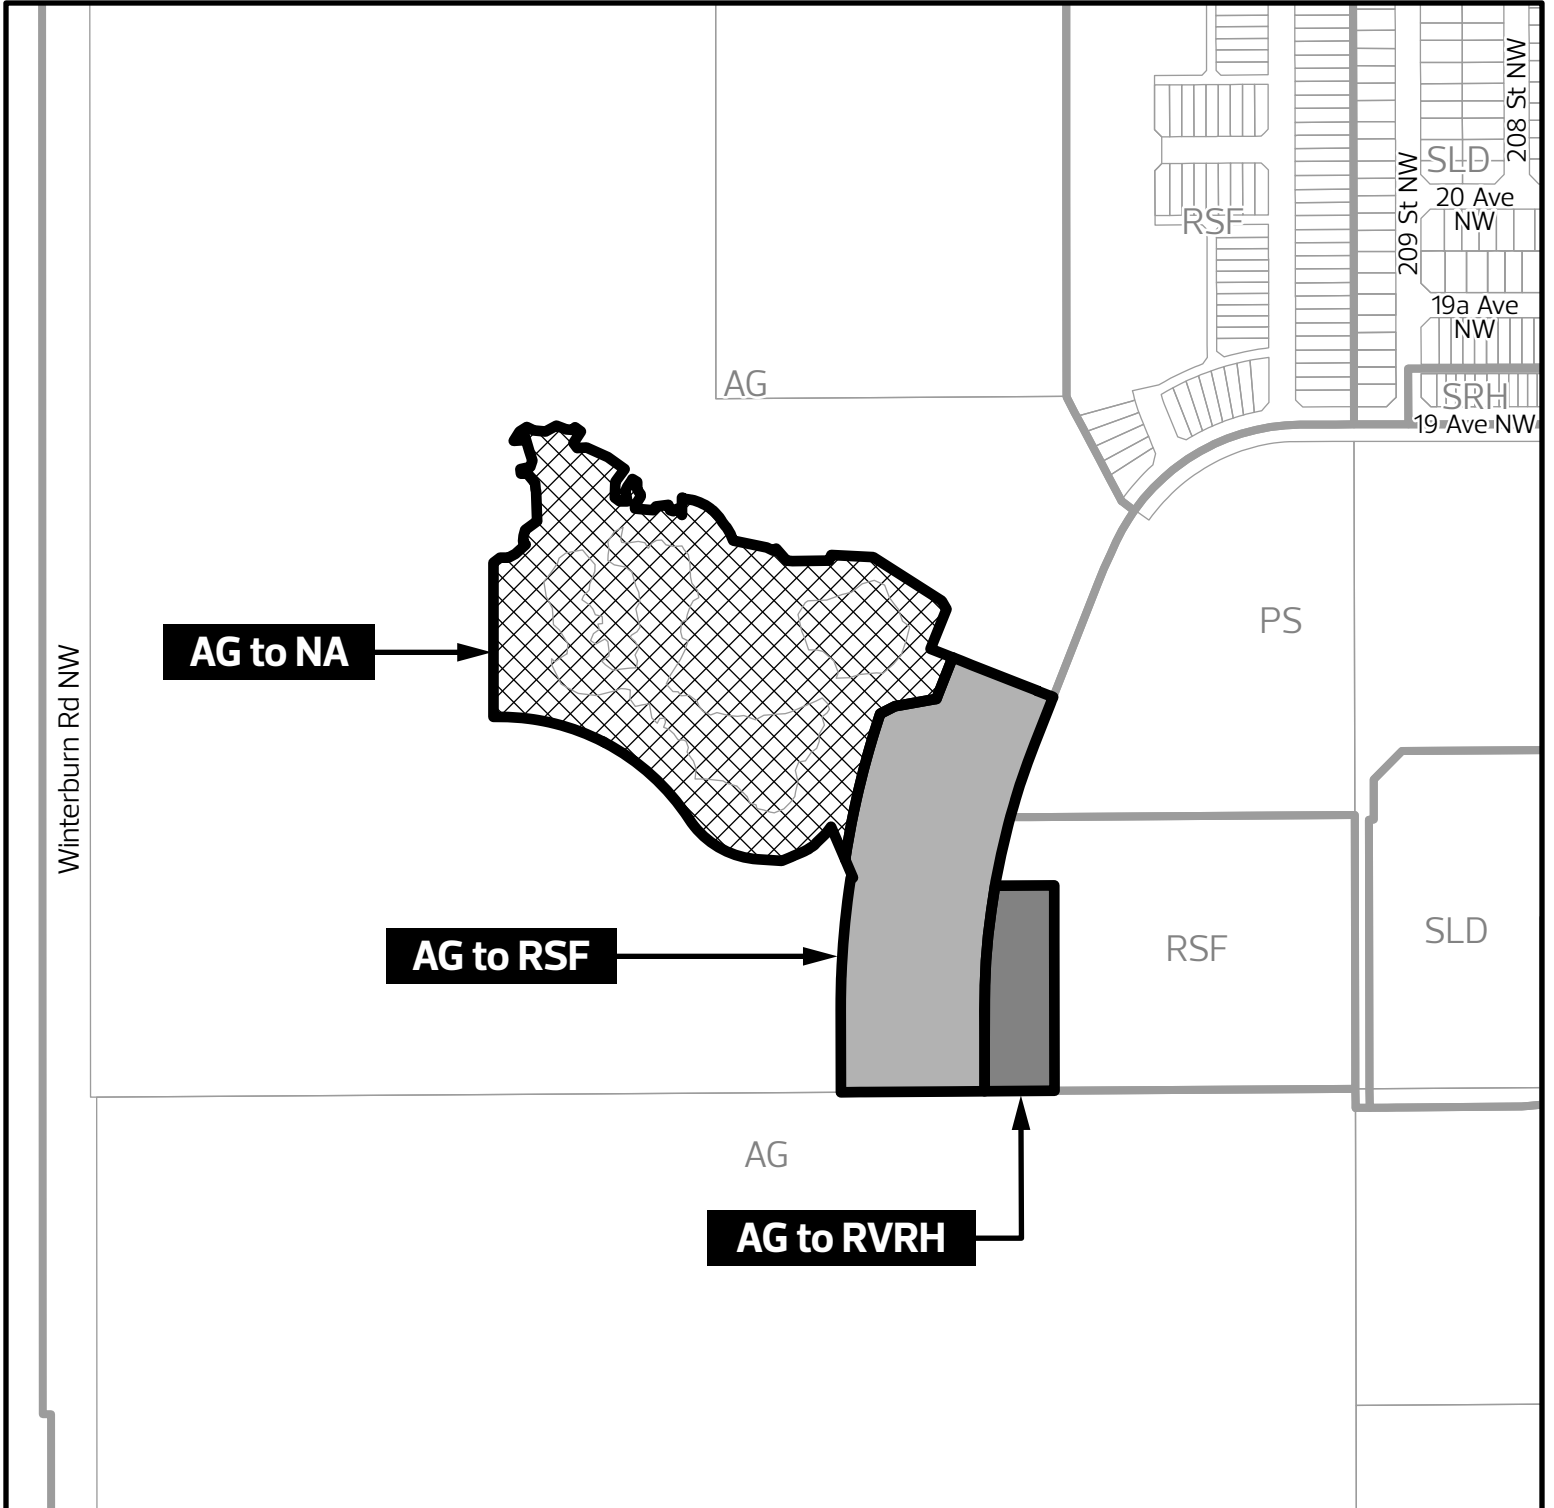 208 St NW
SLD
209 St NW
20 Ave
NW
RSF
19a Ave
NW
AG
SRH
19 Ave NW
PS
AG to NA
Winterburn Rd NW
SLD
RSF
AG to RSF
AG
AG to RVRH